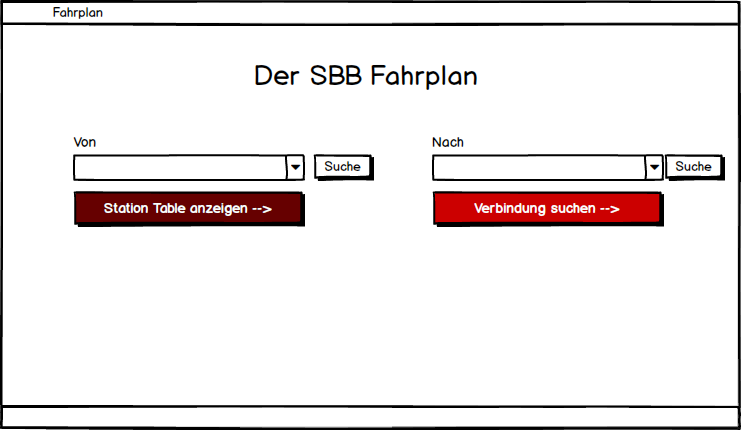 Fahrplan
Der SBB Fahrplan
Von
Suche
Nach
Suche
Station Table anzeigen -->
Verbindung suchen -->